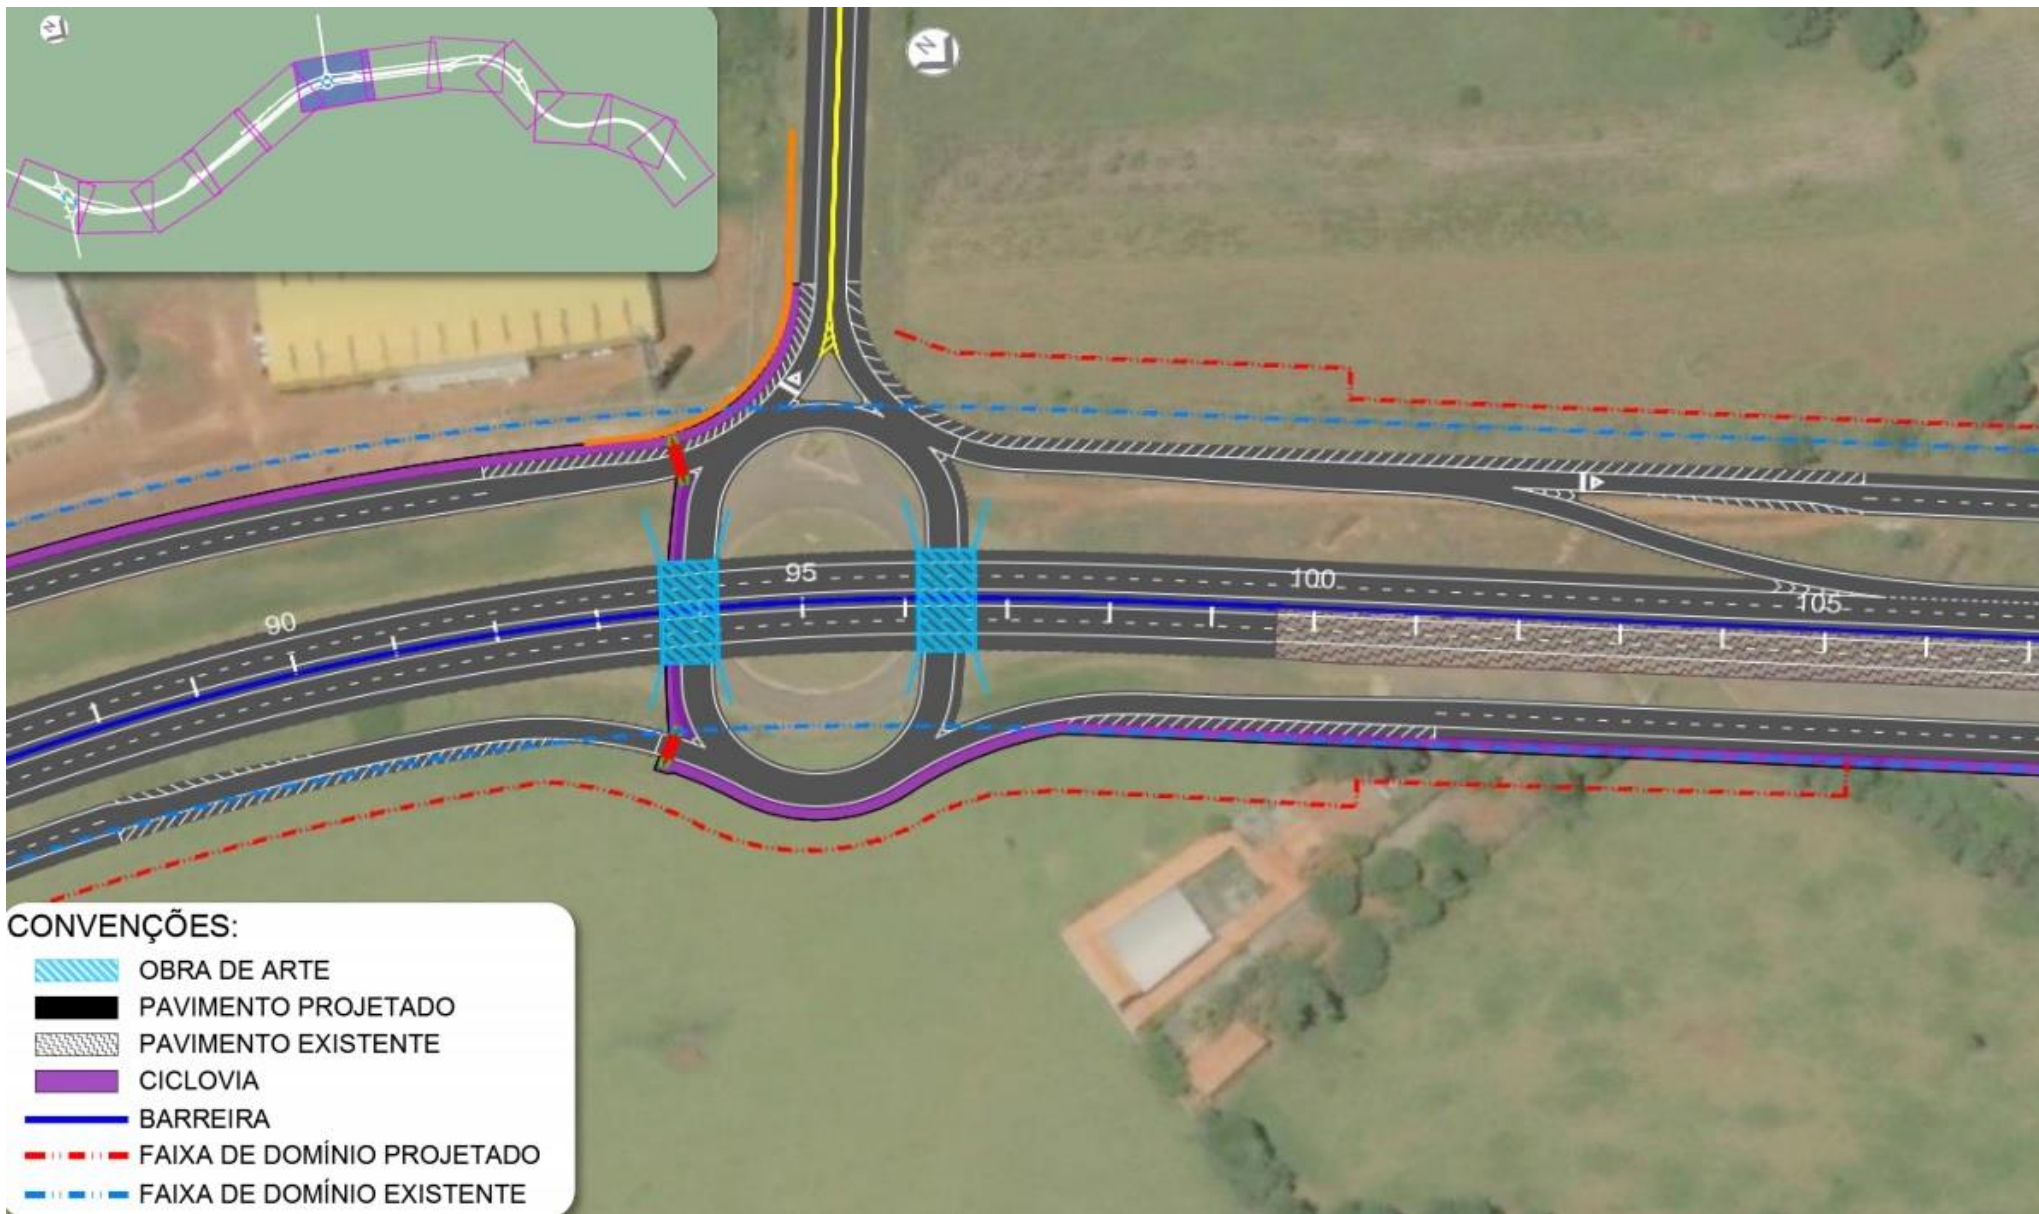 N
N
95
100
105
90
CONVENÇÕES:
OBRA DE ARTE
PAVIMENTO PROJETADO
PAVIMENTO EXISTENTE
CICLOVIA
BARREIRA
FAIXA DE DOMÍNIO PROJETADO
FAIXA DE DOMÍNIO EXISTENTE